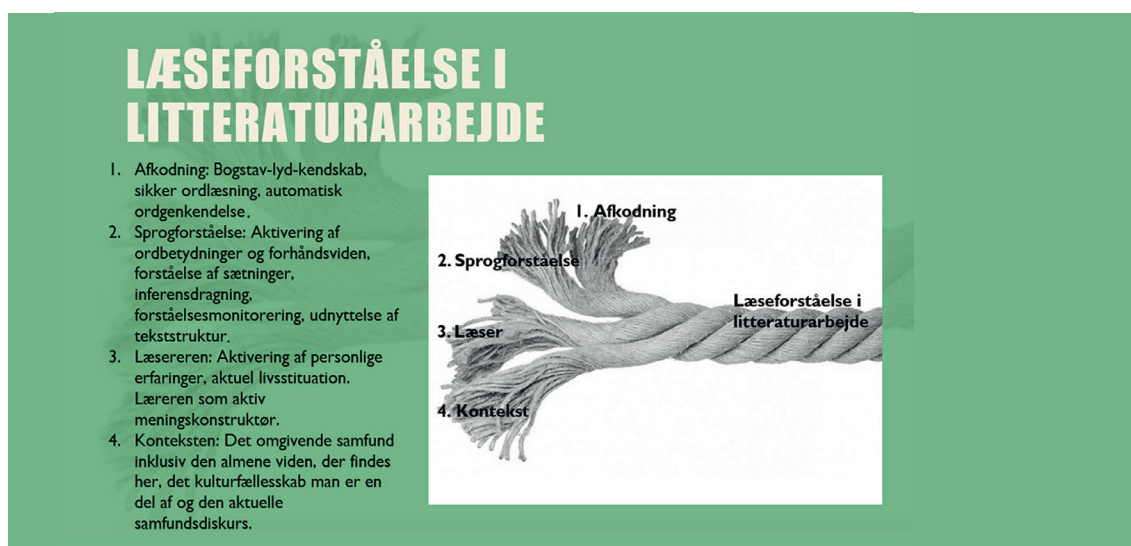 LÆSEFORSTÅELSE I
LITTERATURARBEJDE
1. Afkodning: Bogstav-lyd-kendskab,
sikker ordlæsning, automatisk
ordgenkendelse.
2. Sprogforståelse: Aktivering af
ordbetydninger og forhåndsviden,
forståelse af sætninger,
inferensdragning,
forståelsesmonitorering, udnyttelse af
tekststruktur.
3. Læsereren: Aktivering af personlige
erfaringer, aktuel livsstituation.
Læreren som aktiv
meningskonstruktør.
4. Konteksten: Det omgivende samfund
inklusiv den almene viden, der findes
her, det kulturfællesskab man er en
del af og den aktuelle
samfundsdiskurs.
1. Afkodning
2. Sprogforståelse
3. Læser
4. Kontekst
Læseforståelse i
litteraturarbejde